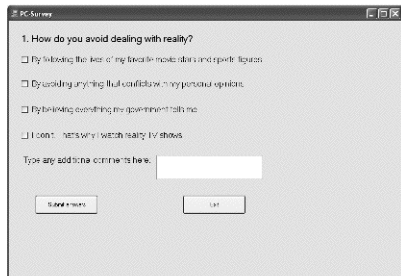 PC-Survey
1. How do you avoid dealing with reality?
By following the lives of my favorite movie stars and sports figures
By avoiding anything that conflicts with my personal opinions.
By believing everything my government tells me
I don't. That's why I watch reality TV shows.
Type any additional comments here:
Submit answers